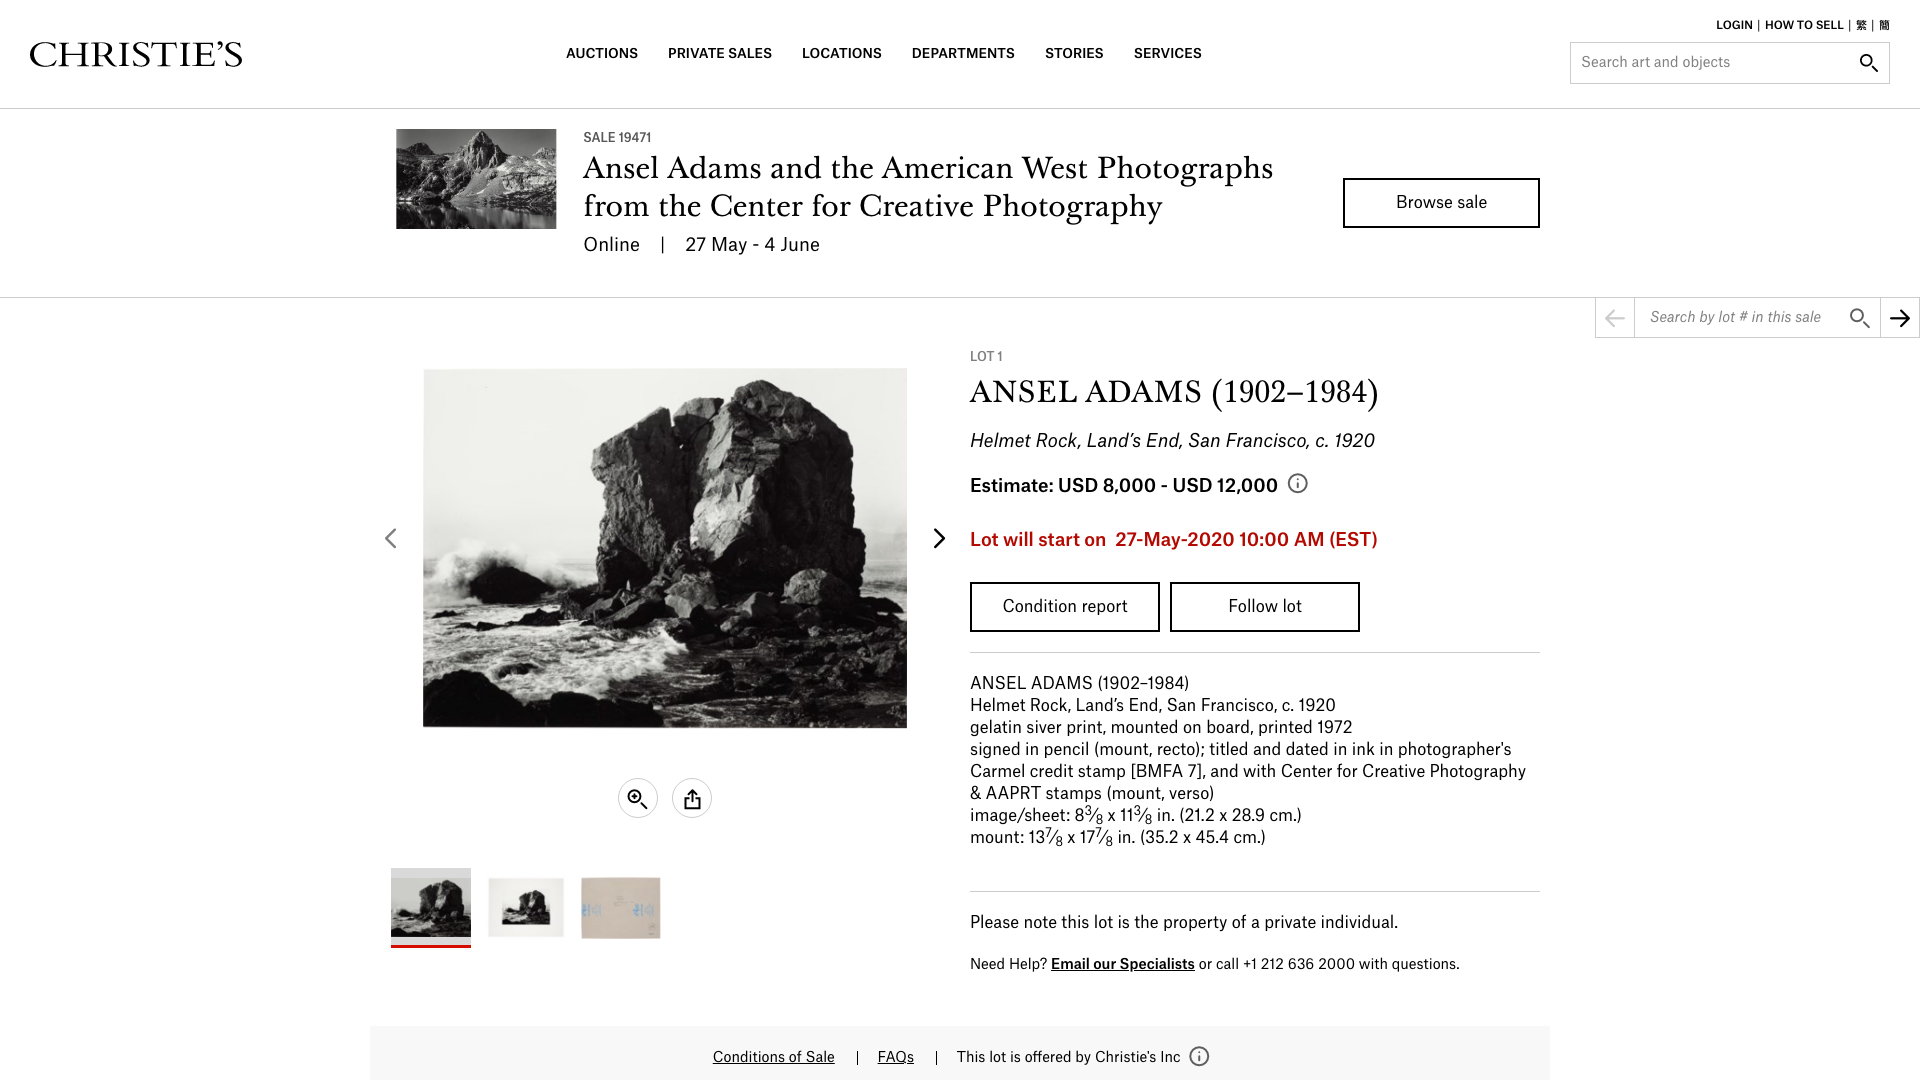 LOGIN | HOW TO SELL | 繁 | 簡
CHRISTIE'S
AUCTIONS PRIVATE SALES LOCATIONS DEPARTMENTS STORIES SERVICES
Search art and objects
SALE 19471
Ansel Adams and the American West Photographs
from the Center for Creative Photography
Online | 27 May - 4 June
Browse sale
Search by lot # in this sale
LOT 1
ANSEL ADAMS (1902–1984)
Helmet Rock, Land’s End, San Francisco, c. 1920
Estimate: USD 8,000 - USD 12,000
Lot will start on 27-May-2020 10:00 AM (EST)
Condition report
Follow lot
ANSEL ADAMS (1902–1984)
Helmet Rock, Land’s End, San Francisco, c. 1920
gelatin siver print, mounted on board, printed 1972
signed in pencil (mount, recto); titled and dated in ink in photographer's
Carmel credit stamp [BMFA 7], and with Center for Creative Photography
& AAPRT stamps (mount, verso)
image/sheet: 8 3⁄8 x 11 3⁄8 in. (21.2 x 28.9 cm.)
mount: 13 7⁄8 x 17 7⁄8 in. (35.2 x 45.4 cm.)
Please note this lot is the property of a private individual.
Need Help? Email our Specialists or call +1 212 636 2000 with questions.
Conditions of Sale | FAQs | This lot is offered by Christie's Inc